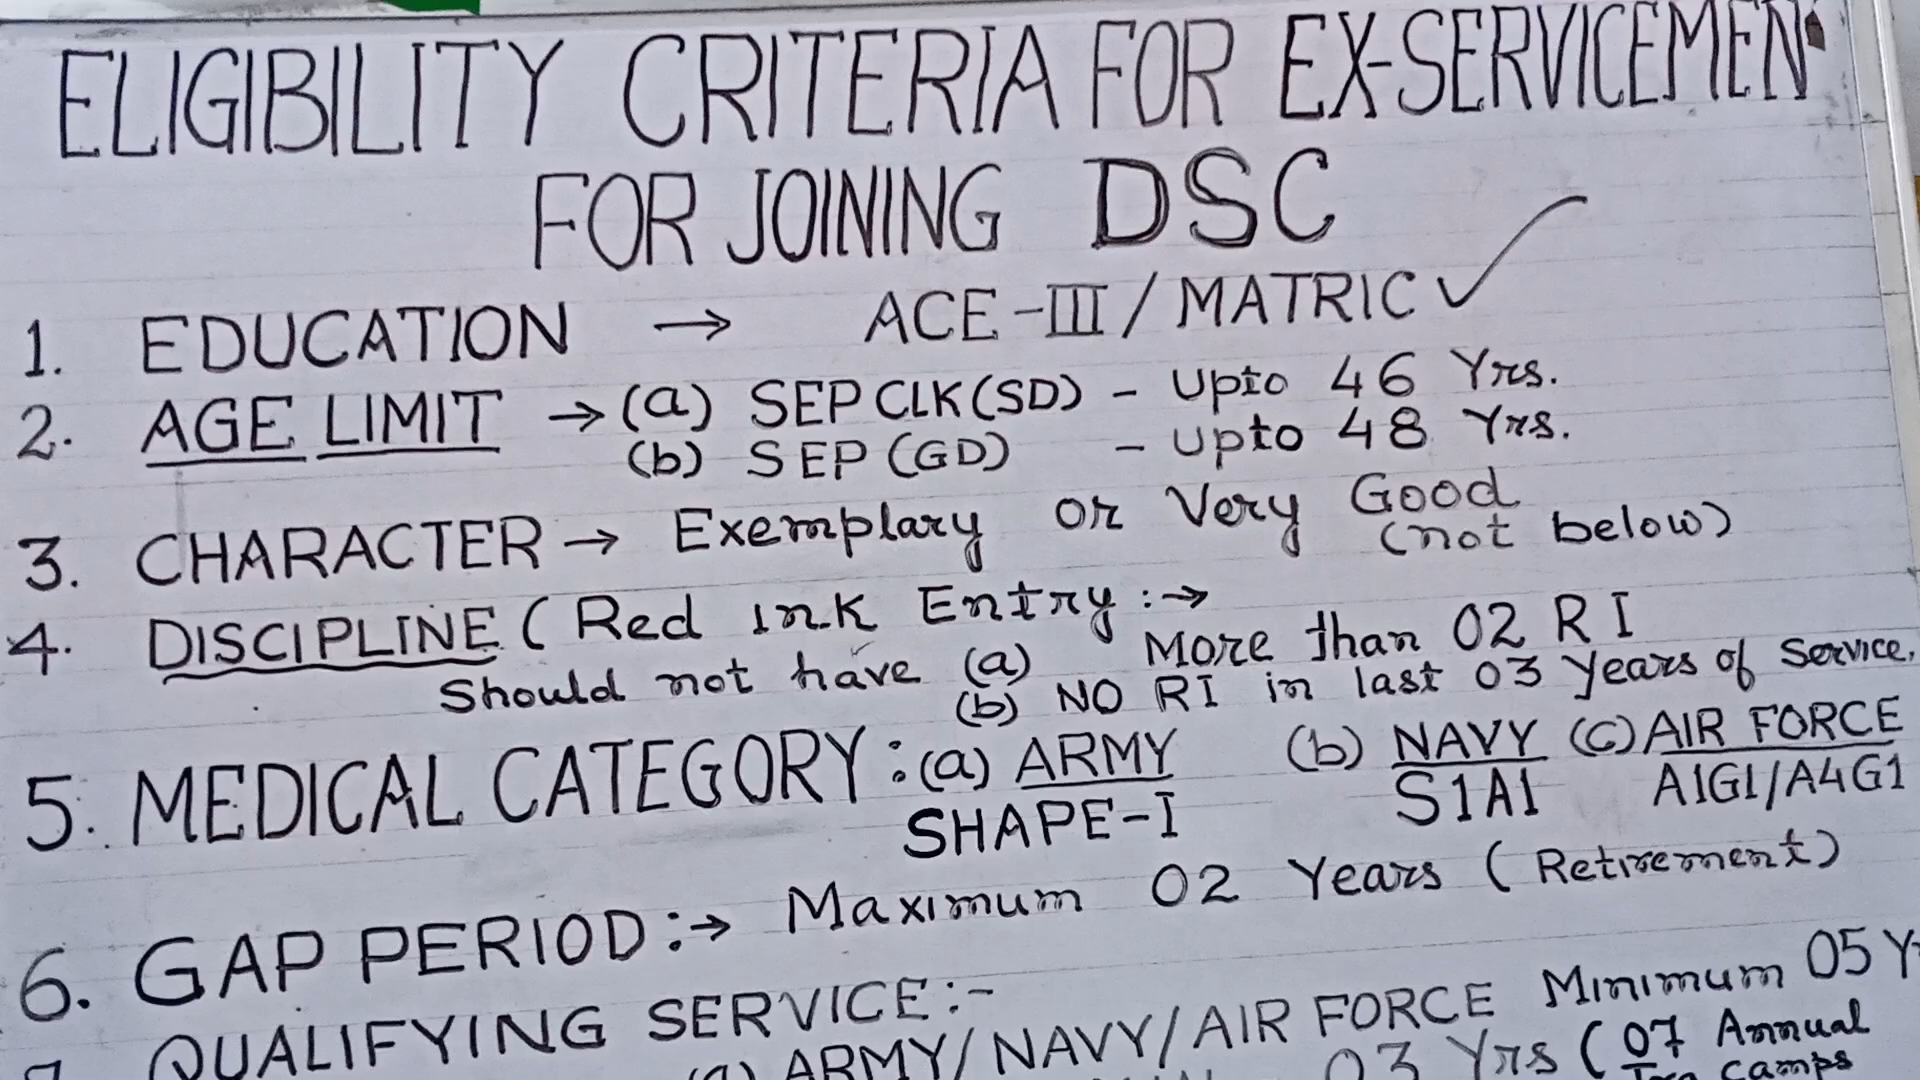 ELIGIBILITY CRITERIA FOR EX-SERVICEMEN
FOR JOINING DSC
1. EDUCATION → ACE-III / MATRIC ✓
2. AGE LIMIT → (a) SEP CLK (SD) - Upto 46 Yrs.
(b) SEP (GD) - Upto 48 Yrs.
3. CHARACTER → Exemplary or Very Good
(not below)
4. DISCIPLINE (Red Ink Entry :→
Should not have (a) More than 02 RI
(b) NO RI in last 03 Years of Service.
5. MEDICAL CATEGORY : (a) ARMY (b) NAVY (C) AIR FORCE
SHAPE-I S1A1 A1G1/A4G1
6. GAP PERIOD :→ Maximum 02 Years (Retirement)
QUALIFYING SERVICE :-
(a) ARMY/NAVY/AIR FORCE Minimum 05 Y
03 Yrs (07 Annual
camps